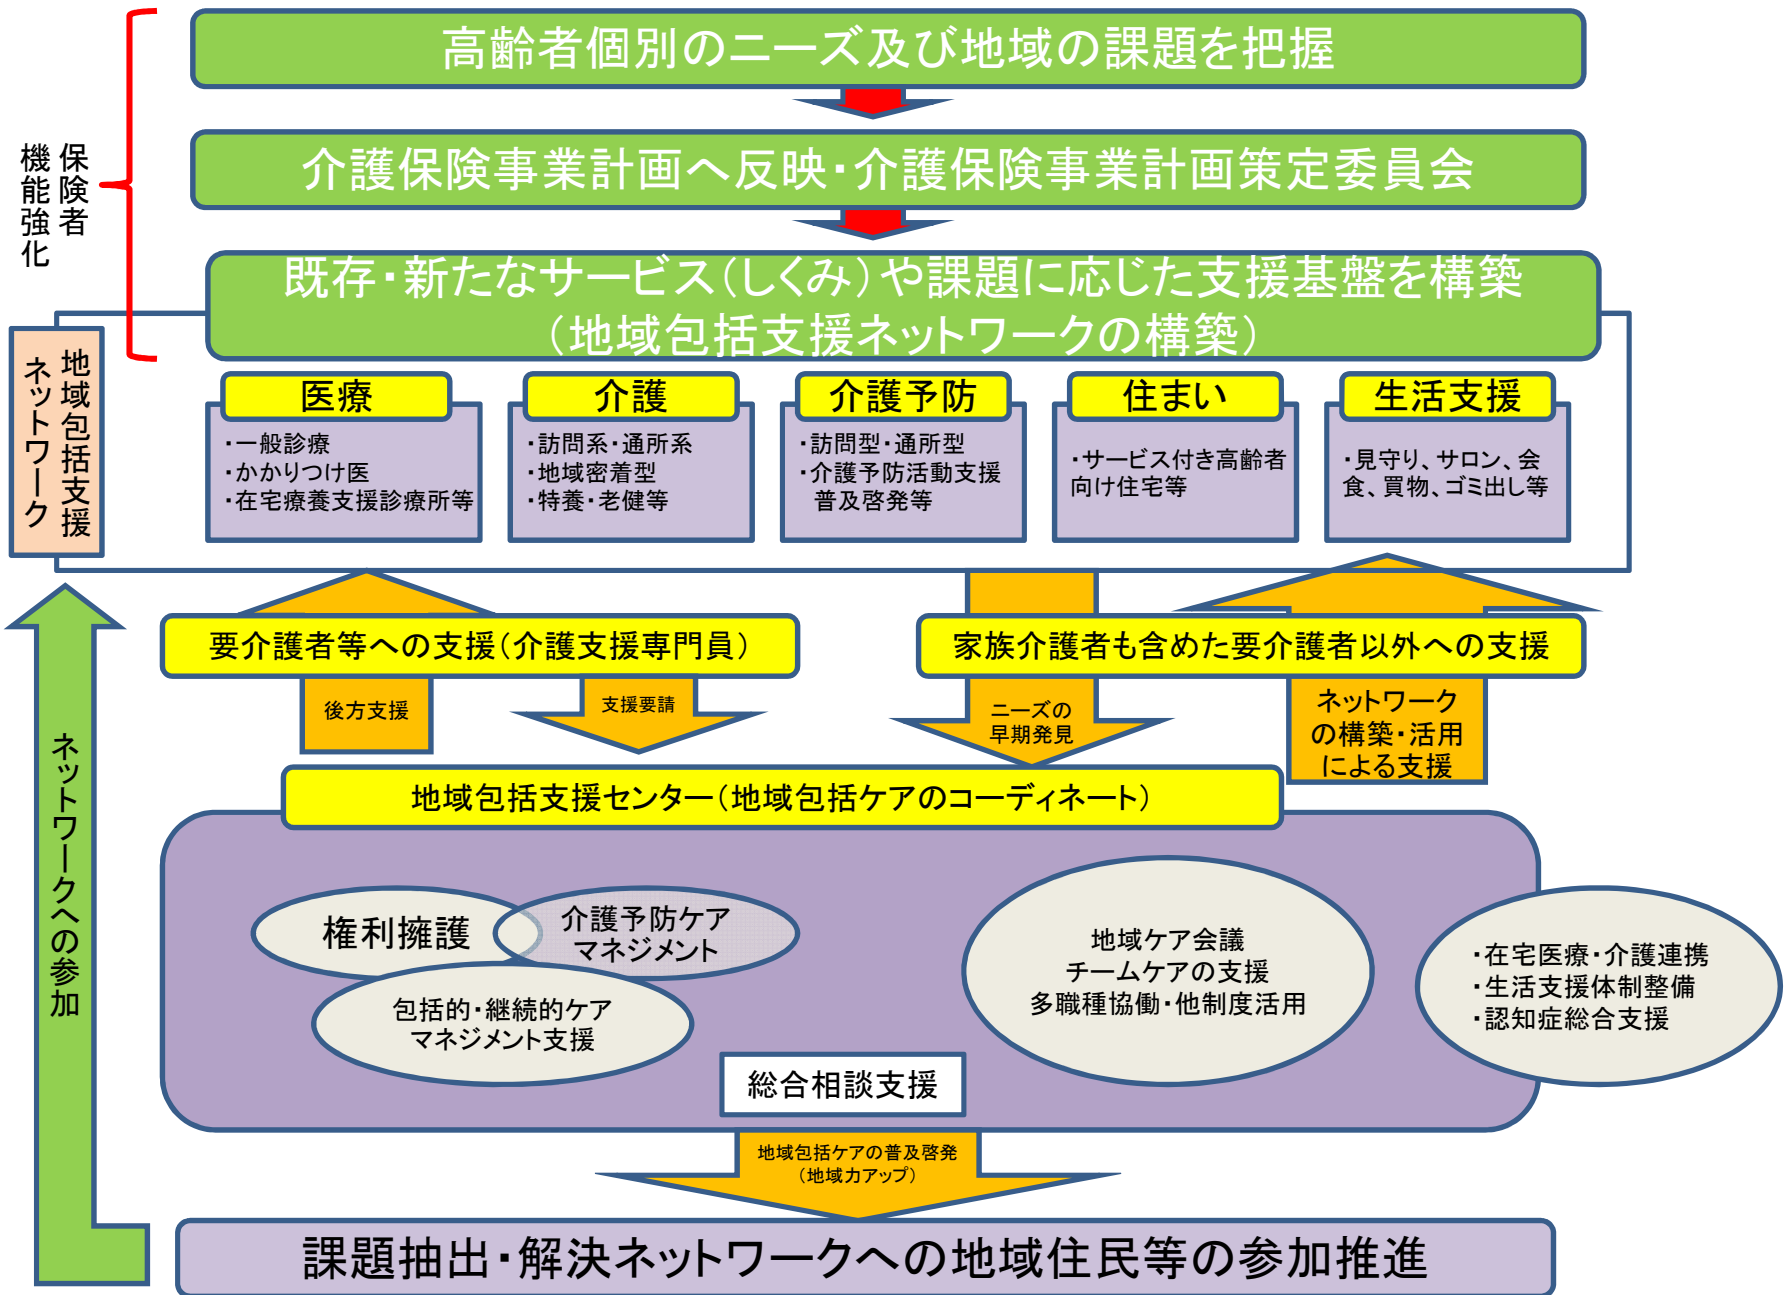 高齢者個別のニーズ及び地域の課題を把握
保険者
機能強化
介護保険事業計画へ反映・介護保険事業計画策定委員会
既存・新たなサービス（しくみ）や課題に応じた支援基盤を構築
（地域包括支援ネットワークの構築）
地域包括支援
ネットワーク
医療
・一般診療
・かかりつけ医
・在宅療養支援診療所等
介護
・訪問系・通所系
・地域密着型
・特養・老健等
介護予防
・訪問型・通所型
・介護予防活動支援
普及啓発等
住まい
・サービス付き高齢者
向け住宅等
生活支援
・見守り、サロン、会
食、買物、ゴミ出し等
要介護者等への支援（介護支援専門員）
家族介護者も含めた要介護者以外への支援
後方支援
支援要請
ニーズの
早期発見
ネットワーク
の構築・活用
による支援
ネットワークへの参加
地域包括支援センター（地域包括ケアのコーディネート）
権利擁護
介護予防ケア
マネジメント
包括的・継続的ケア
マネジメント支援
地域ケア会議
チームケアの支援
多職種協働・他制度活用
・在宅医療・介護連携
・生活支援体制整備
・認知症総合支援
総合相談支援
地域包括ケアの普及啓発
（地域力アップ）
課題抽出・解決ネットワークへの地域住民等の参加推進